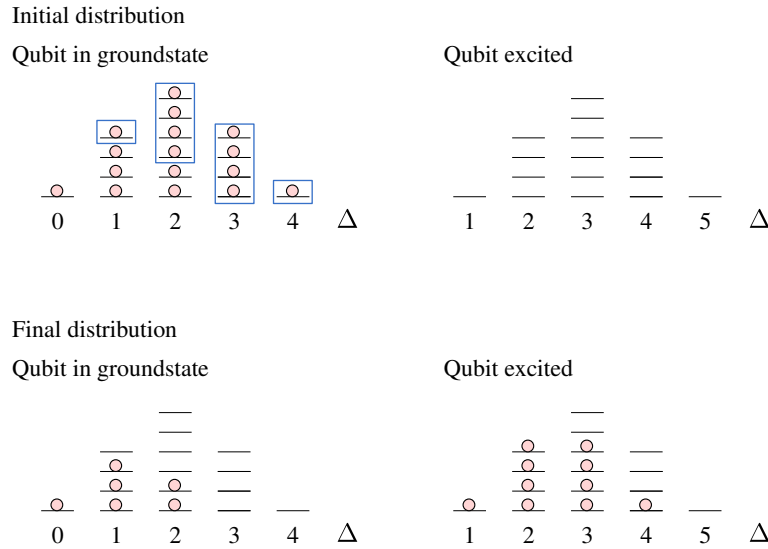 Initial distribution
Qubit in groundstate
Qubit excited
0 1 2 3 4 Δ
1 2 3 4 5 Δ
Final distribution
Qubit in groundstate
Qubit excited
0 1 2 3 4 Δ
1 2 3 4 5 Δ